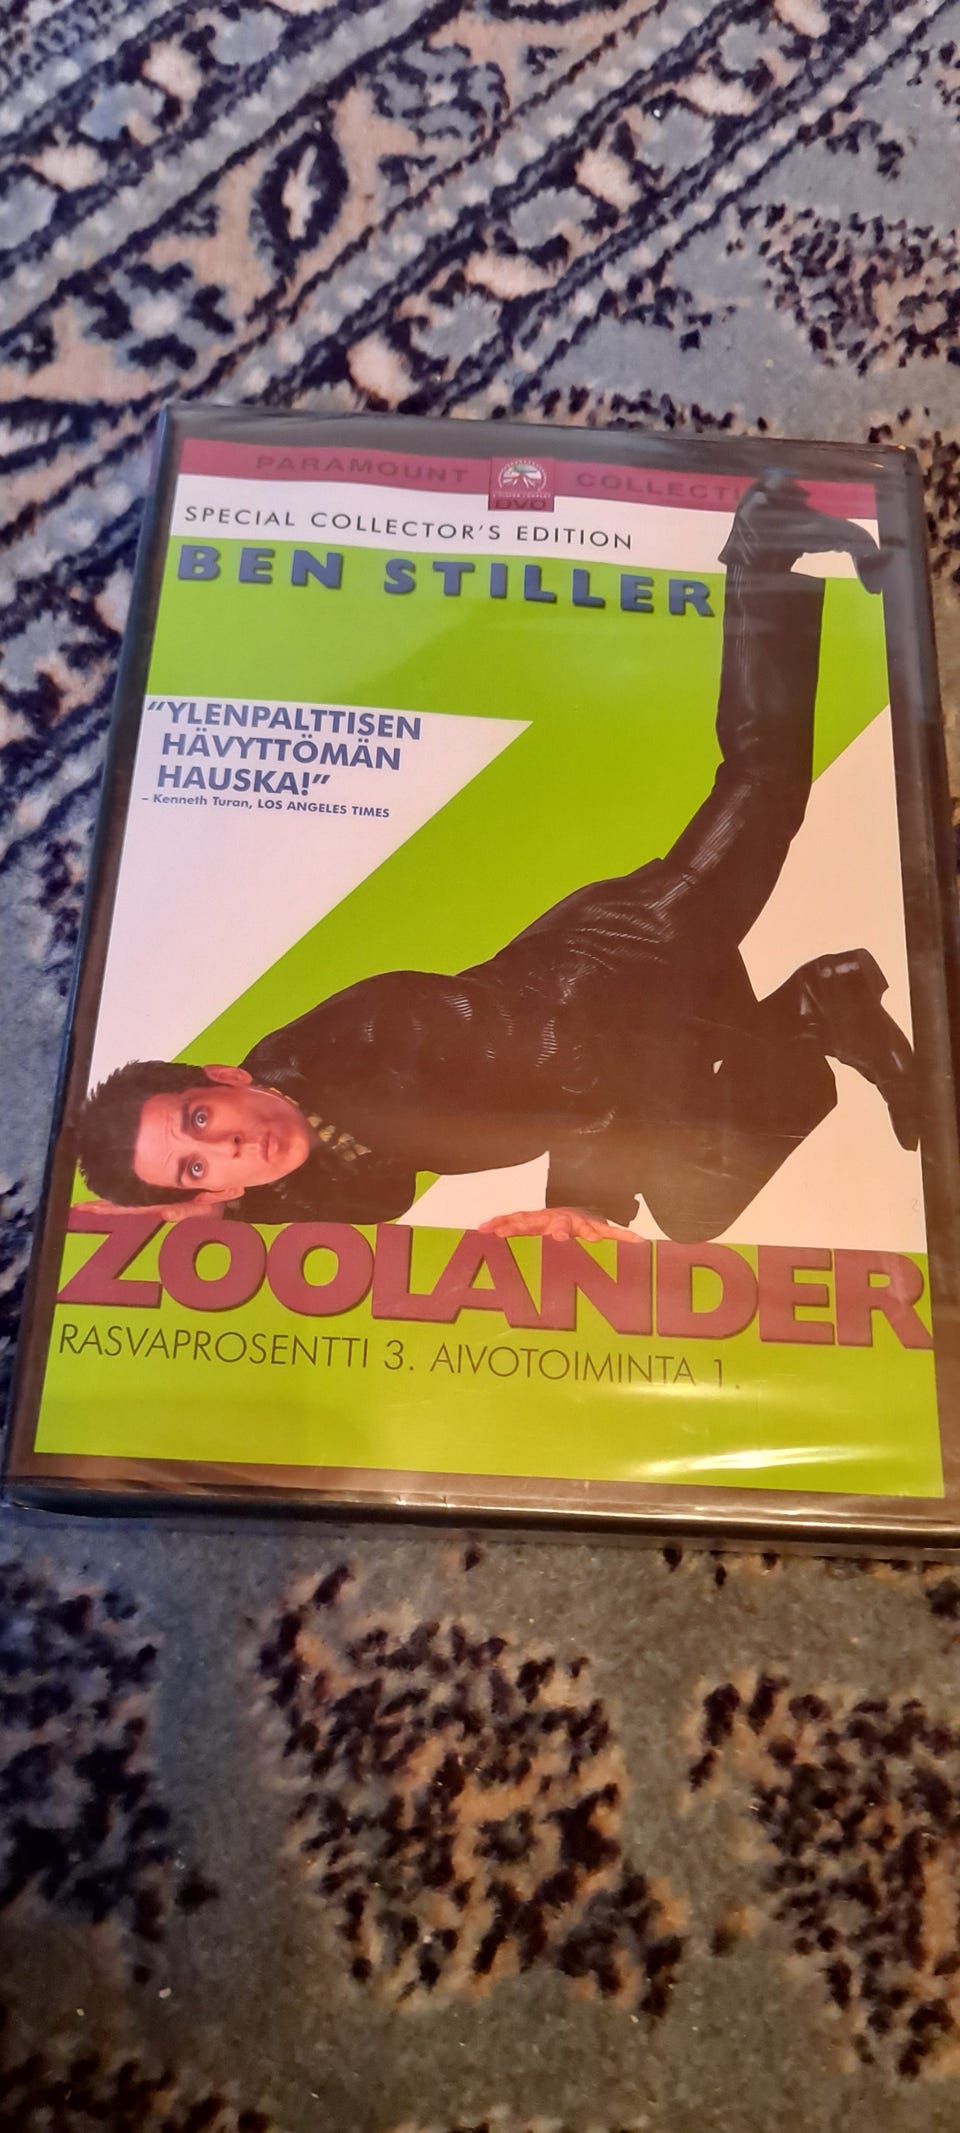 PARAMOUNT DVD COLLECTI
SPECIAL COLLECTOR'S EDITION
BEN STILLER
"YLENPALTTISEN
HÄVYTTÖMÄN
HAUSKA!"
– Kenneth Turan, LOS ANGELES TIMES
ZOOLANDER
RASVAPROSENTTI 3. AIVOTOIMINTA 1.